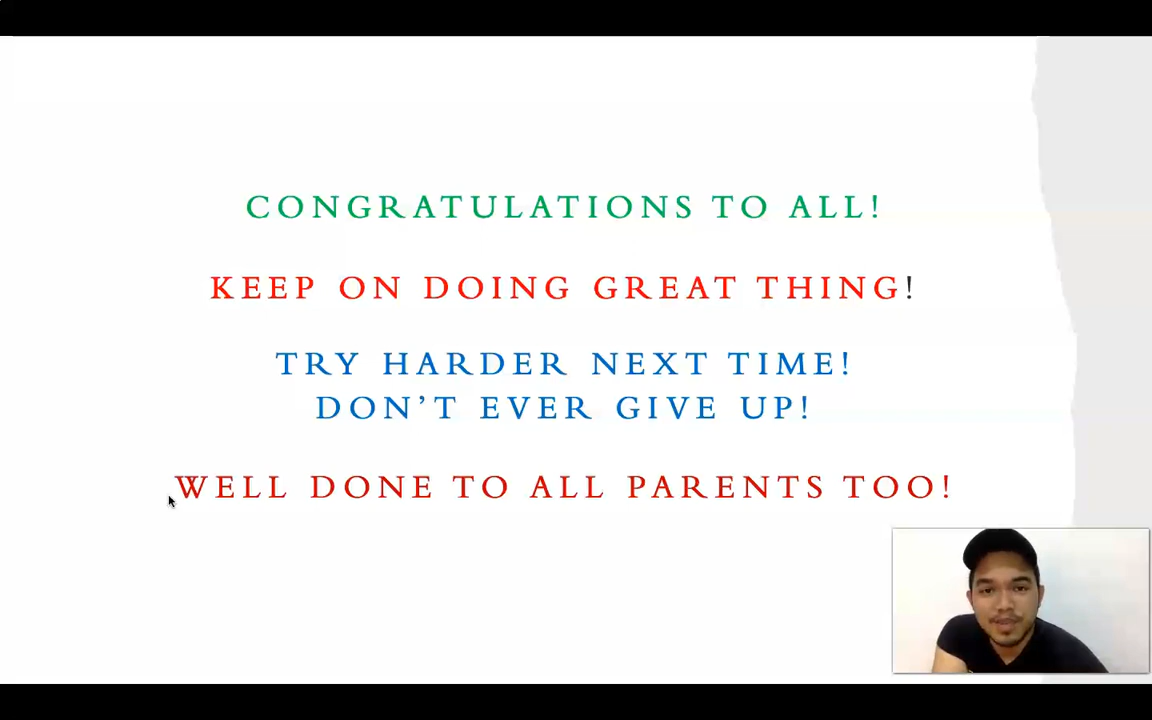 CONGRATULATIONS TO ALL!
KEEP ON DOING GREAT THING!
TRY HARDER NEXT TIME!
DON’T EVER GIVE UP!
WELL DONE TO ALL PARENTS TOO!